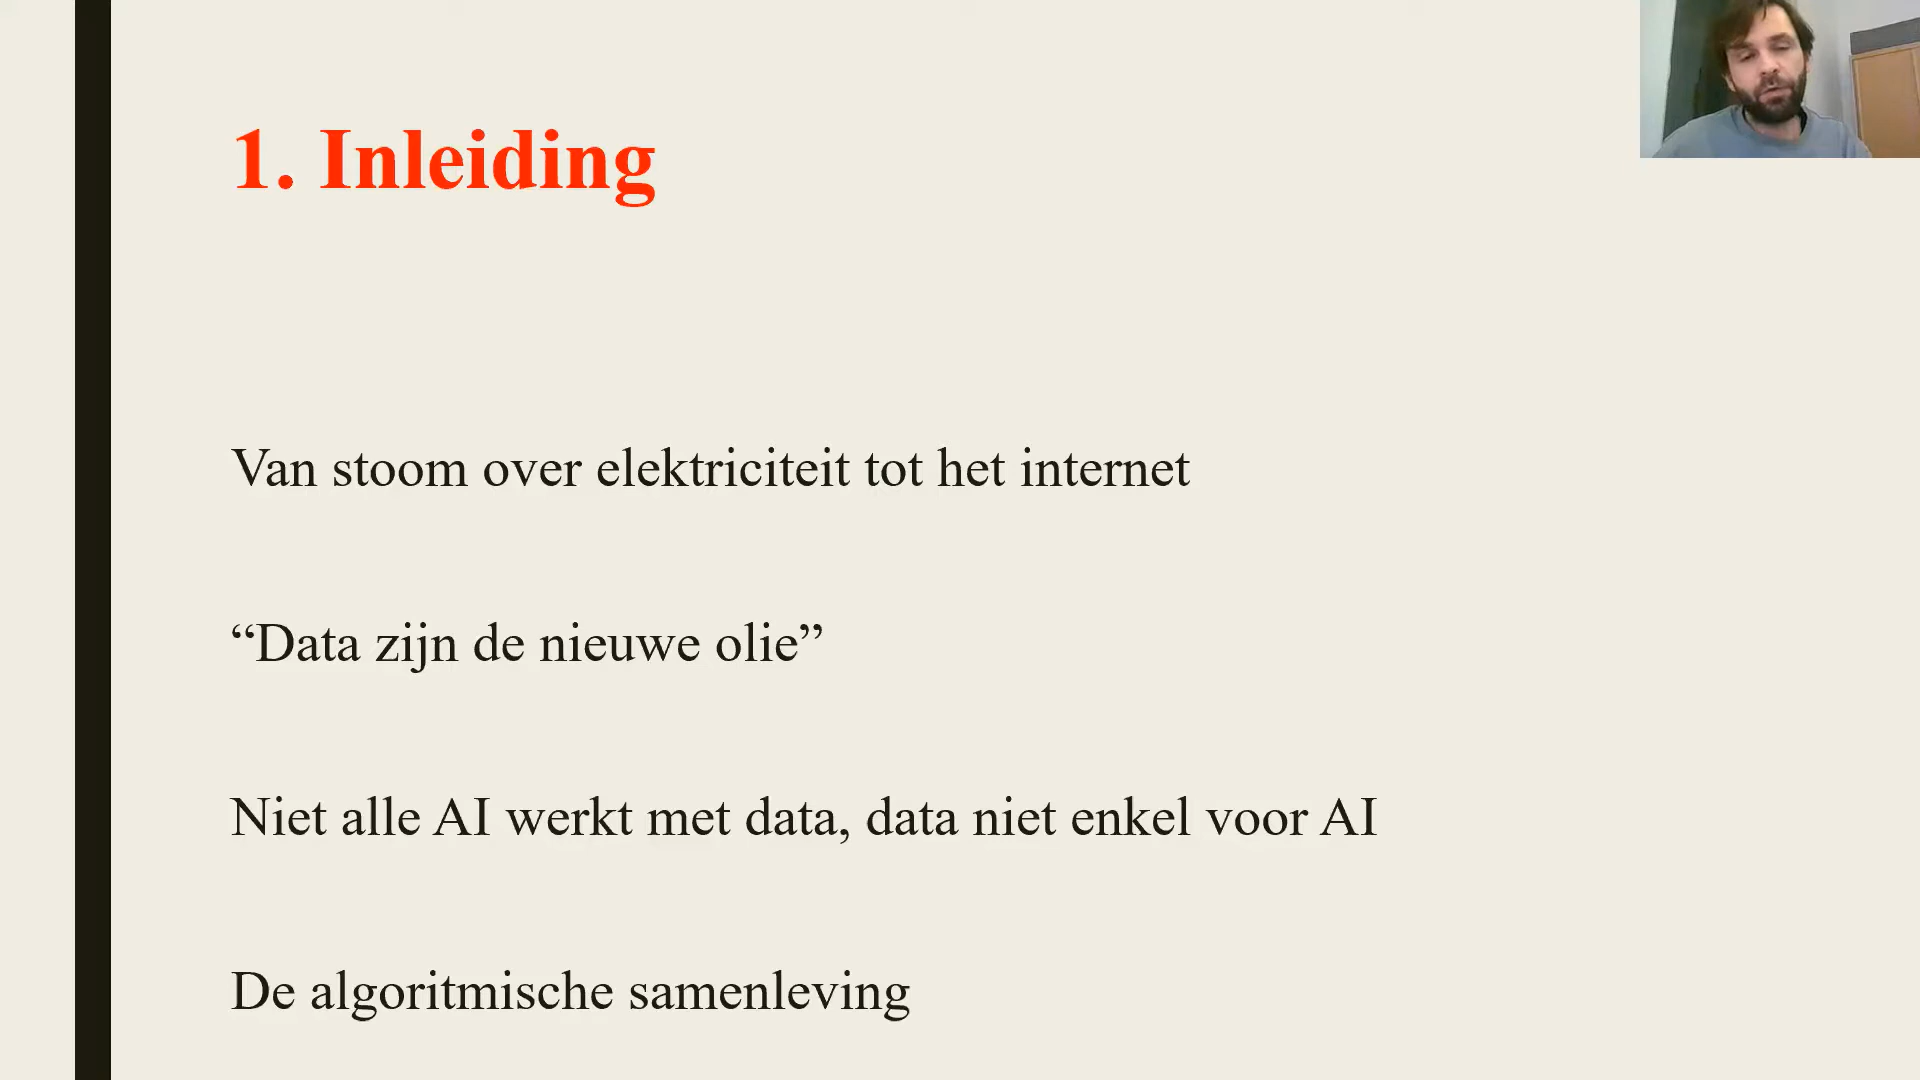 1. Inleiding
Van stoom over elektriciteit tot het internet
“Data zijn de nieuwe olie”
Niet alle AI werkt met data, data niet enkel voor AI
De algoritmische samenleving